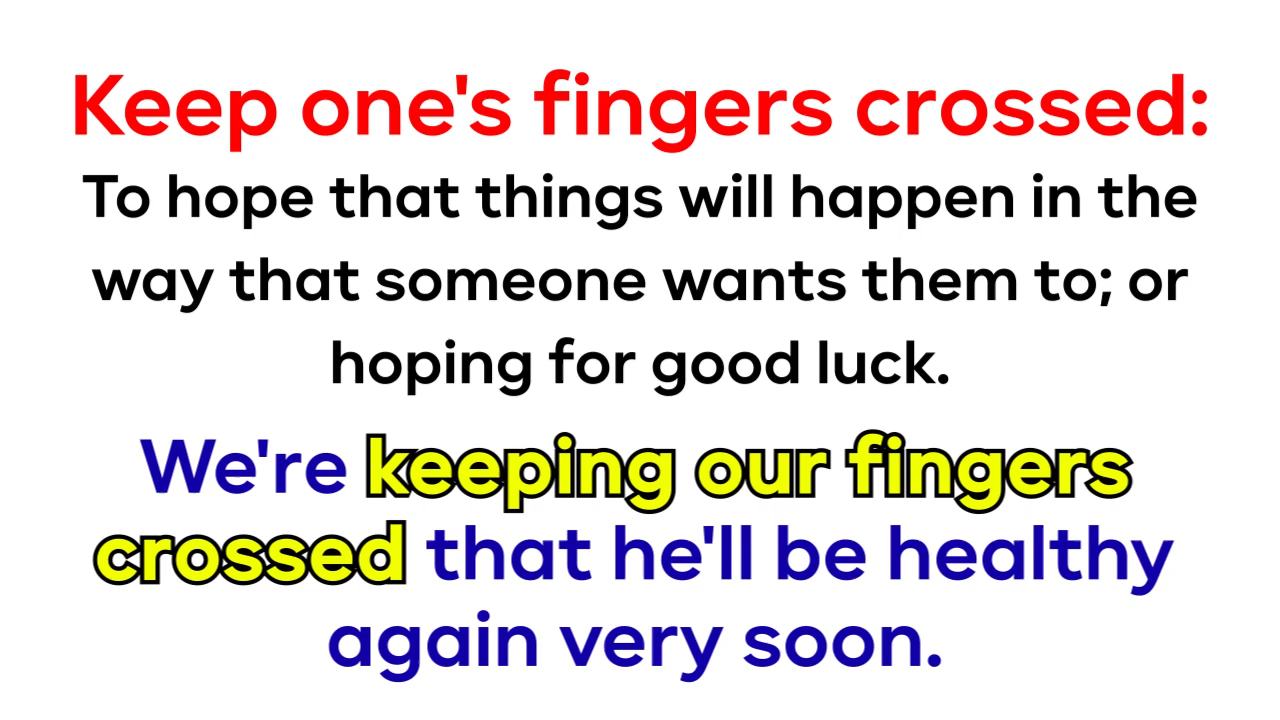 Keep one's fingers crossed:
To hope that things will happen in the
way that someone wants them to; or
hoping for good luck.
We're keeping our fingers
crossed that he'll be healthy
again very soon.